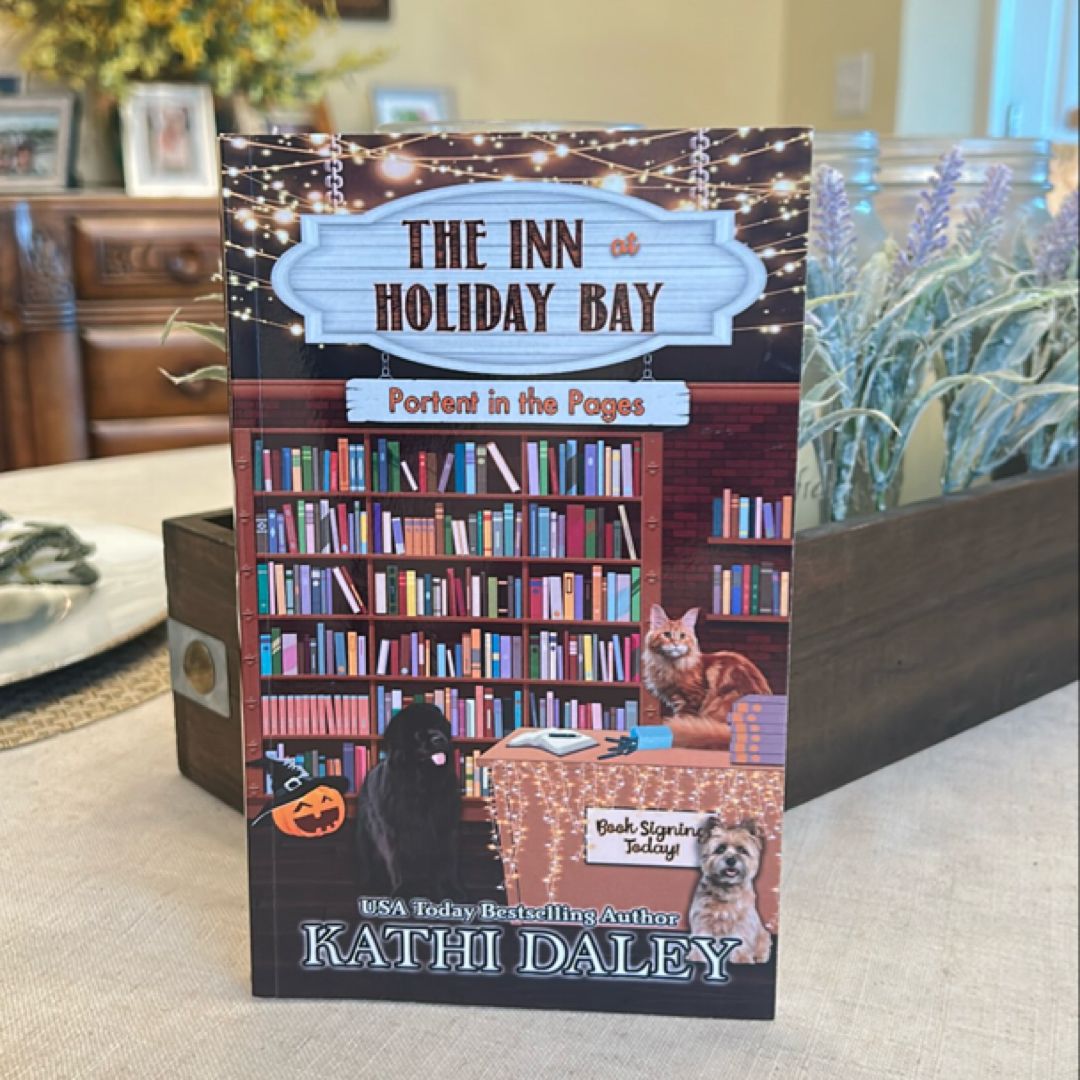 THE INN at
HOLIDAY BAY
Portent in the Pages
Book Signing
Today!
USA Today Bestselling Author
KATHI DALEY